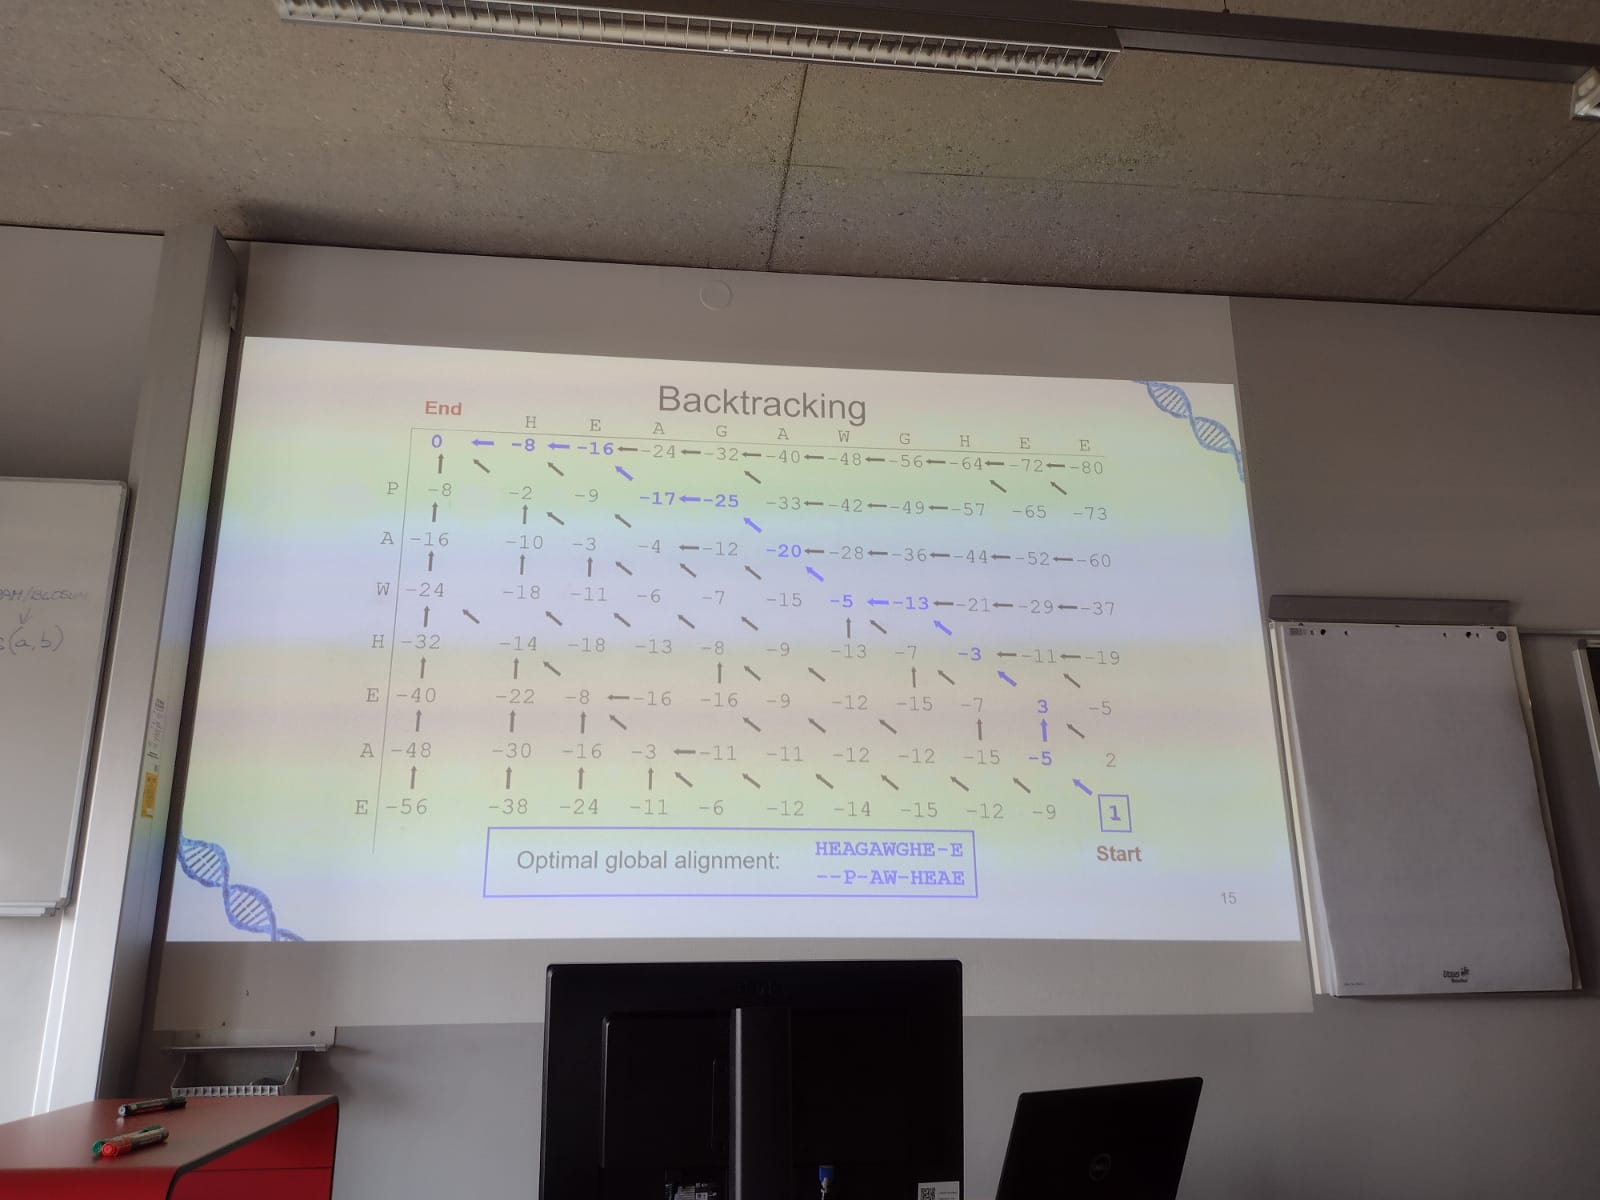 Backtracking
End
H E A G A W G H E E
0 ← -8 ← -16 ← -24 ← -32 ← -40 ← -48 ← -56 ← -64 ← -72 ← -80
P -8 -2 -9 -17 ← -25 -33 ← -42 ← -49 ← -57 -65 -73
A -16 -10 -3 -4 ← -12 -20 ← -28 ← -36 ← -44 ← -52 ← -60
W -24 -18 -11 -6 -7 -15 -5 ← -13 ← -21 ← -29 ← -37
H -32 -14 -18 -13 -8 -9 -13 -7 -3 ← -11 ← -19
E -40 -22 -8 ← -16 -16 -9 -12 -15 -7 3 -5
A -48 -30 -16 -3 ← -11 -11 -12 -12 -15 -5 2
E -56 -38 -24 -11 -6 -12 -14 -15 -12 -9 1
Start
Optimal global alignment:
HEAGAWGHE-E
--P-AW-HEAE
15
(a,b)
DELL